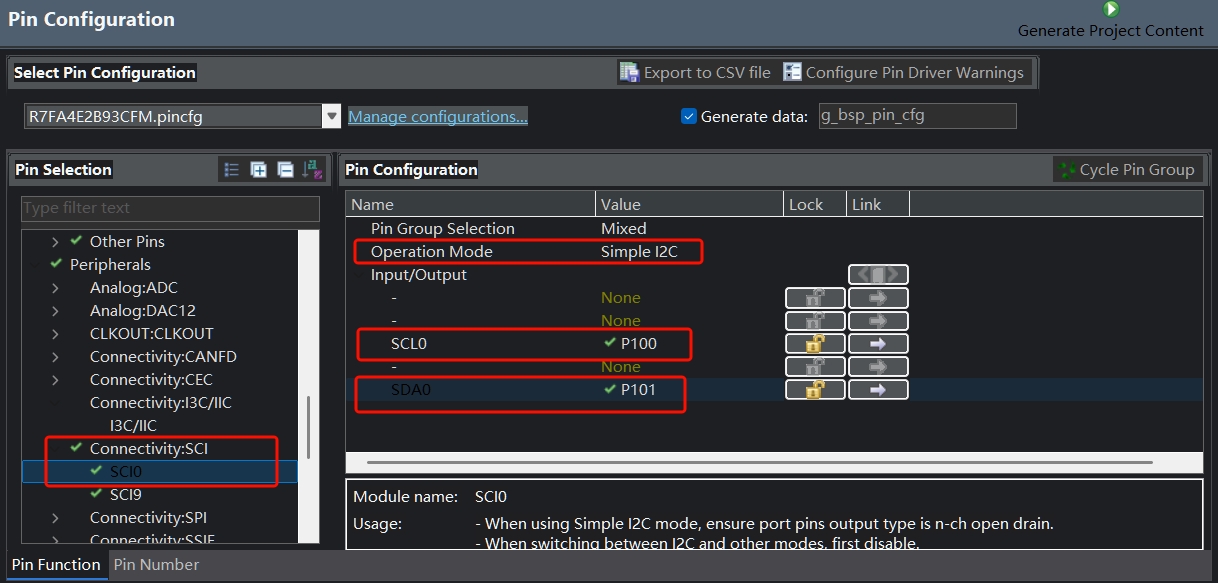 Pin Configuration
Generate Project Content
Select Pin Configuration
Export to CSV file
Configure Pin Driver Warnings
R7FA4E2B93CFM.pincfg
Manage configurations...
Generate data:
g_bsp_pin_cfg
Pin Selection
Type filter text
Other Pins
Peripherals
Analog:ADC
Analog:DAC12
CLKOUT:CLKOUT
Connectivity:CANFD
Connectivity:CEC
Connectivity:I3C/IIC
I3C/IIC
Connectivity:SCI
SCI0
SCI9
Connectivity:SPI
Connectivity:SSIE
Pin Configuration
Cycle Pin Group
Name Value Lock Link
Pin Group Selection Mixed
Operation Mode Simple I2C
Input/Output
- None
- None
SCL0 P100
- None
SDA0 P101
Module name: SCI0
Usage: - When using Simple I2C mode, ensure port pins output type is n-ch open drain.
- When switching between I2C and other modes, first disable.
Pin Function Pin Number